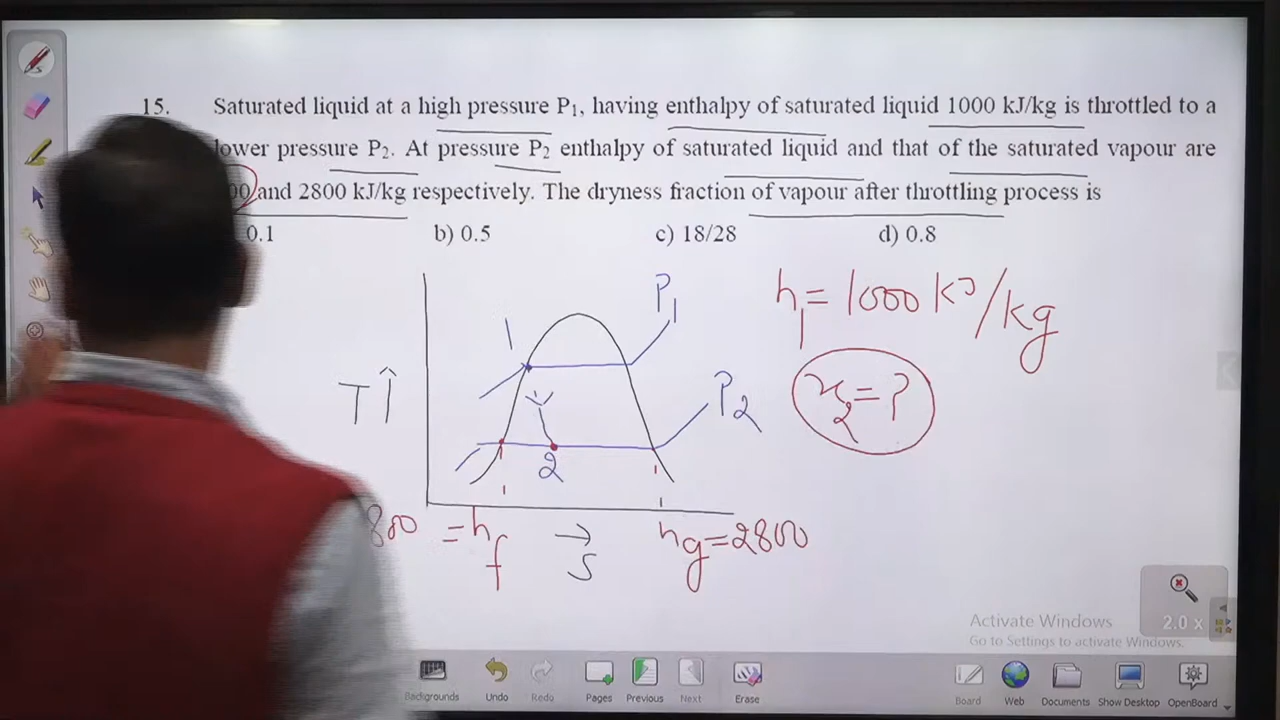 15. Saturated liquid at a high pressure P₁, having enthalpy of saturated liquid 1000 kJ/kg is throttled to a
lower pressure P₂. At pressure P₂ enthalpy of saturated liquid and that of the saturated vapour are
and 2800 kJ/kg respectively. The dryness fraction of vapour after throttling process is
0.1 b) 0.5 c) 18/28 d) 0.8
P₁
h₁ = 1000 kJ/kg
1
T↑
P₂
x₂ = ?
2
800 = hf
→
s
hg = 2800
Activate Windows
Go to Settings to activate Windows.
2.0 x
Backgrounds Undo Redo Pages Previous Next Erase Board Web Documents Show Desktop OpenBoard